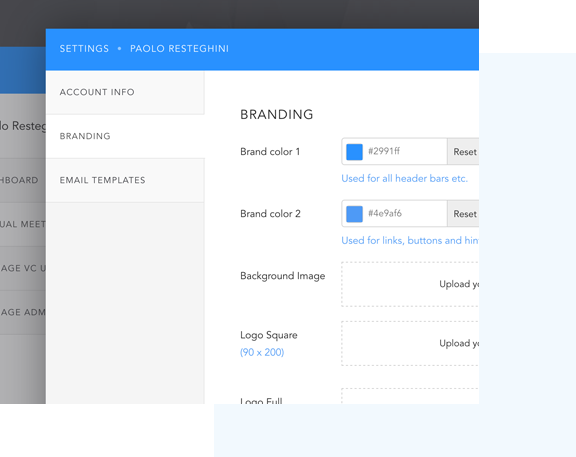 SETTINGS • PAOLO RESTEGHINI
ACCOUNT INFO
BRANDING
EMAIL TEMPLATES
BRANDING
Brand color 1
#2991ff
Reset
Used for all header bars etc.
Brand color 2
#4e9af6
Reset
Used for links, buttons and hin
Background Image
Upload yo
Logo Square
(90 x 200)
Upload yo
Logo Full
lo Resteg
HBOARD
UAL MEET
AGE VC U
AGE ADM